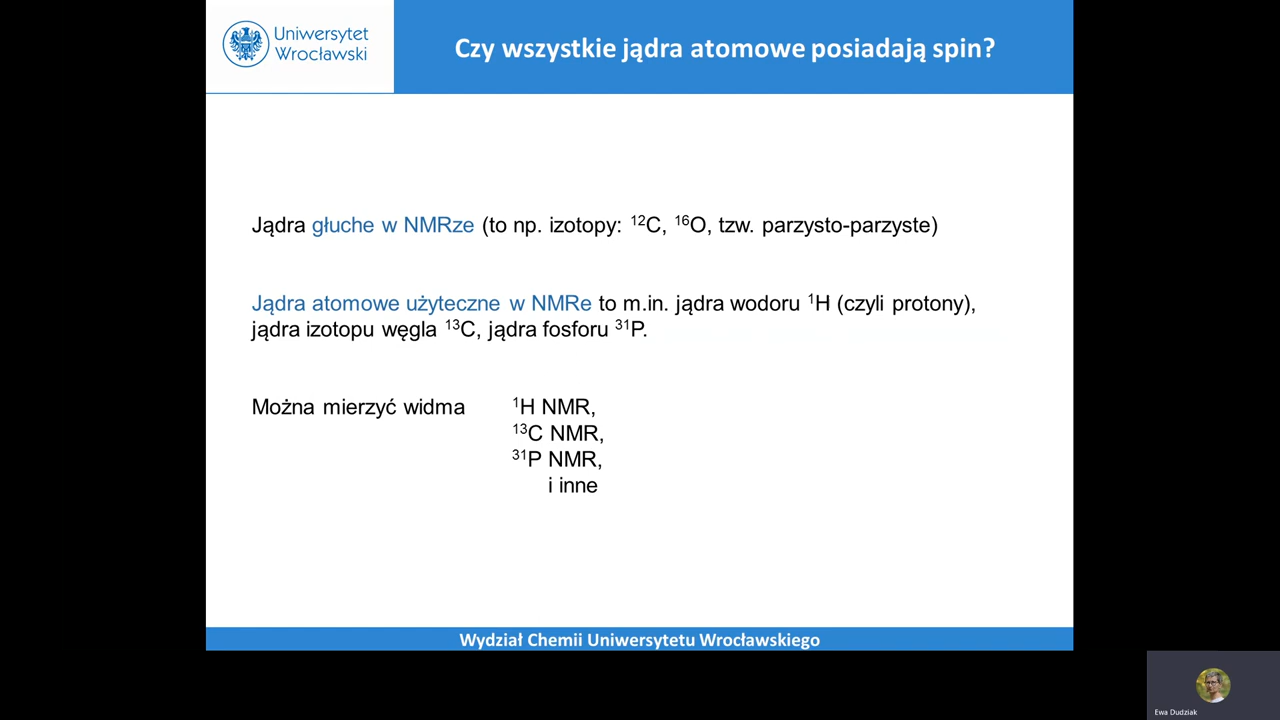 Uniwersytet
Wrocławski
Czy wszystkie jądra atomowe posiadają spin?
Jądra głuche w NMRze (to np. izotopy: ¹²C, ¹⁶O, tzw. parzysto-parzyste)
Jądra atomowe użyteczne w NMRe to m.in. jądra wodoru ¹H (czyli protony),
jądra izotopu węgla ¹³C, jądra fosforu ³¹P.
Można mierzyć widma ¹H NMR,
¹³C NMR,
³¹P NMR,
i inne
Wydział Chemii Uniwersytetu Wrocławskiego
Ewa Dudziak